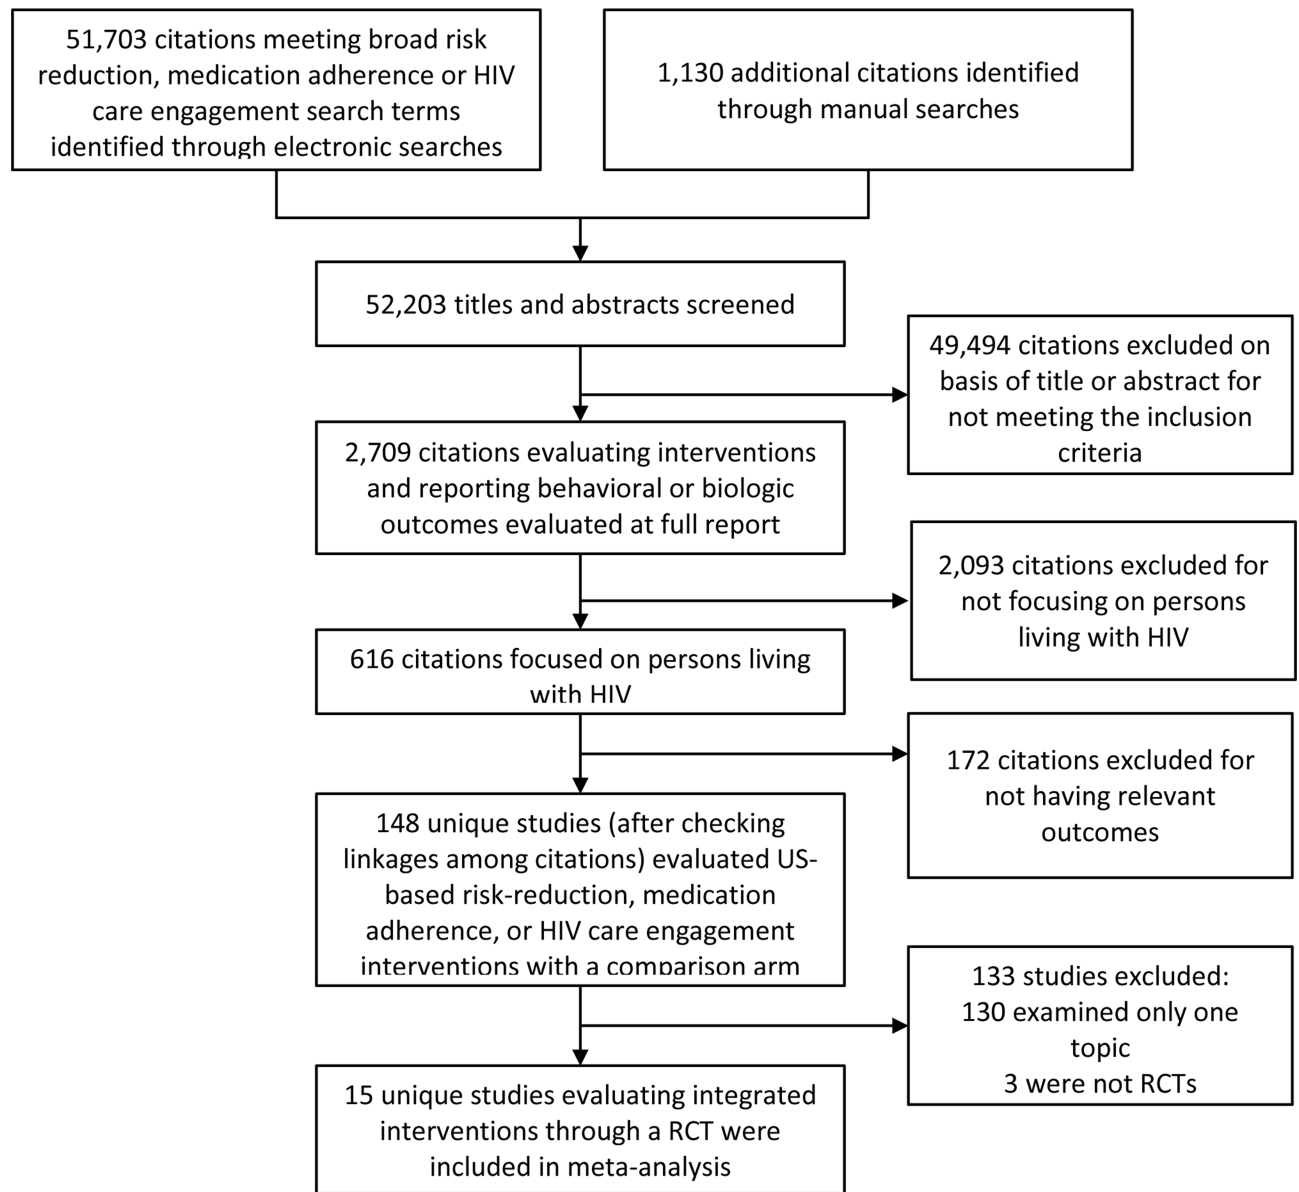 51,703 citations meeting broad risk
reduction, medication adherence or HIV
care engagement search terms
identified through electronic searches
1,130 additional citations identified
through manual searches
52,203 titles and abstracts screened
49,494 citations excluded on
basis of title or abstract for
not meeting the inclusion
criteria
2,709 citations evaluating interventions
and reporting behavioral or biologic
outcomes evaluated at full report
2,093 citations excluded for
not focusing on persons
living with HIV
616 citations focused on persons living
with HIV
172 citations excluded for
not having relevant
outcomes
148 unique studies (after checking
linkages among citations) evaluated US-
based risk-reduction, medication
adherence, or HIV care engagement
interventions with a comparison arm
133 studies excluded:
130 examined only one
topic
3 were not RCTs
15 unique studies evaluating integrated
interventions through a RCT were
included in meta-analysis